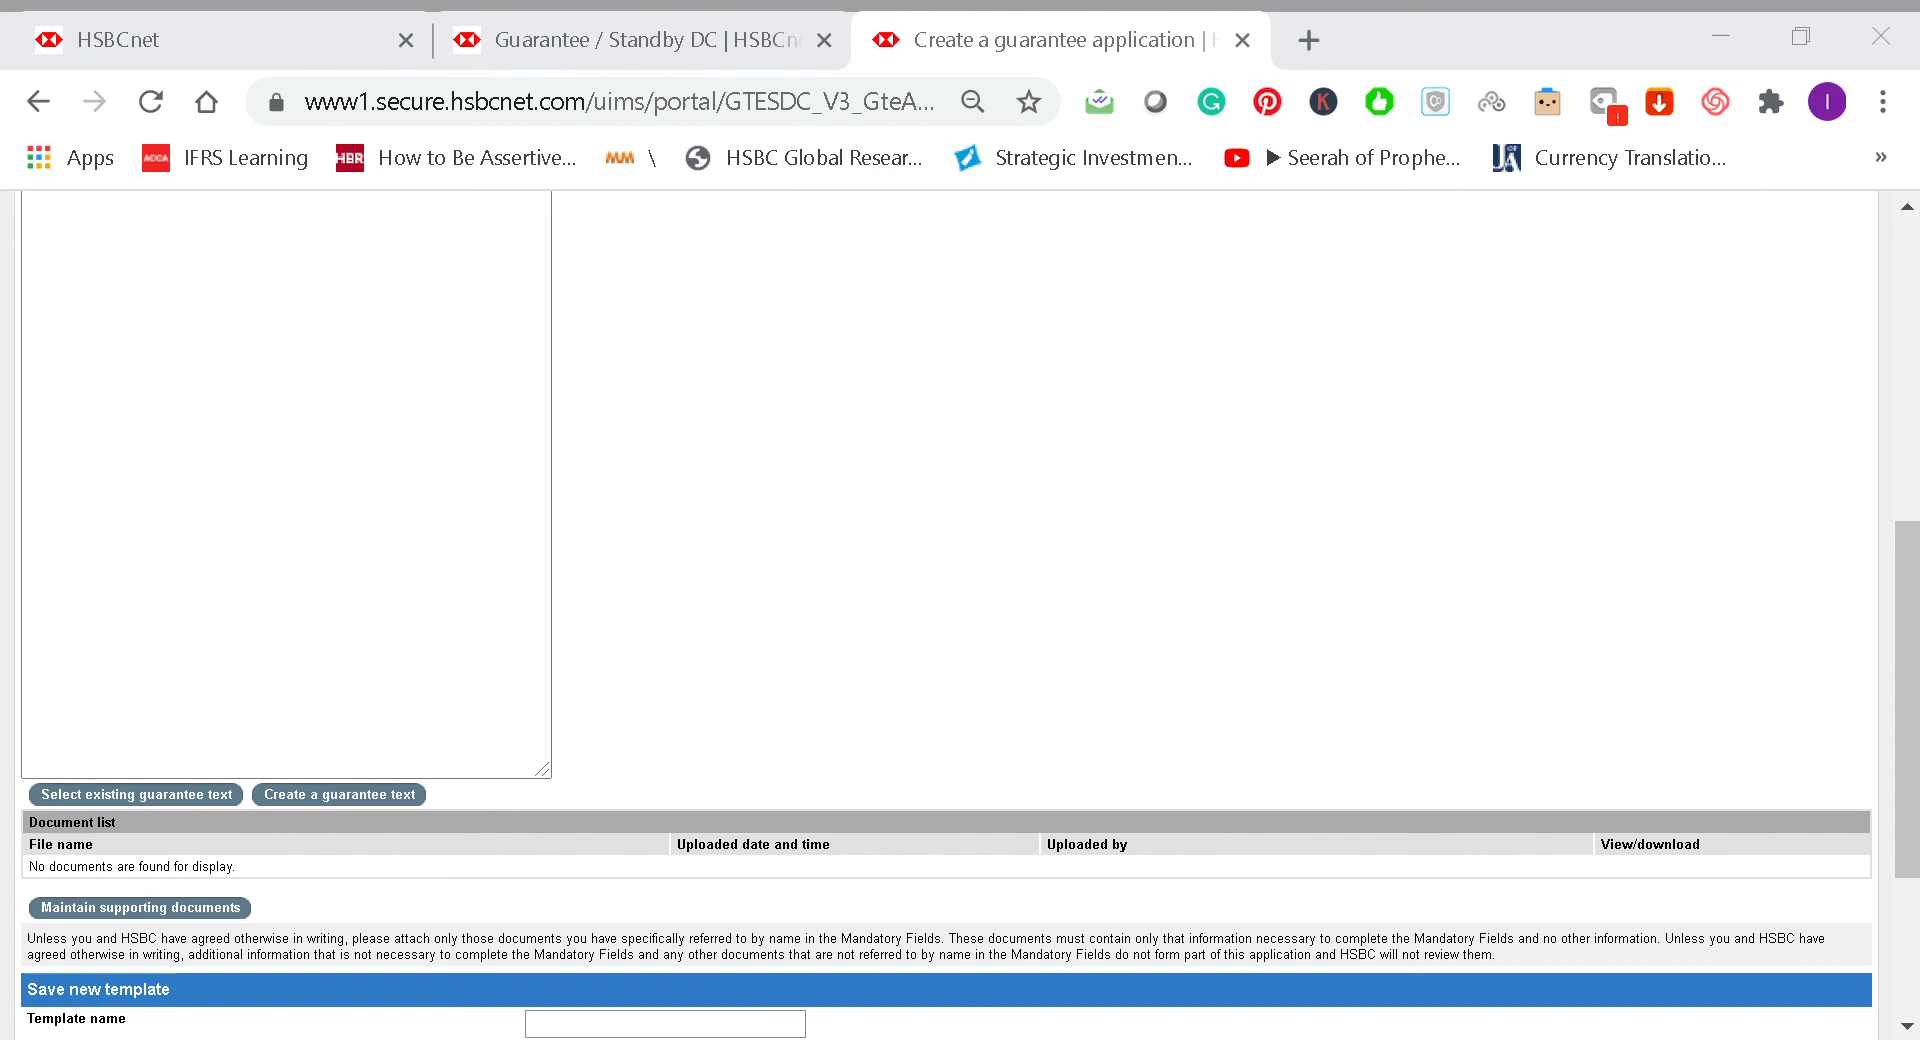 HSBCnet
Guarantee / Standby DC | HSBCn
Create a guarantee application |
www1.secure.hsbcnet.com/uims/portal/GTESDC_V3_GteA...
Apps
ACCA
IFRS Learning
HBR
How to Be Assertive...
\
HSBC Global Resear...
Strategic Investmen...
▶ Seerah of Prophe...
Currency Translatio...
»
Select existing guarantee text
Create a guarantee text
Document list
File name
Uploaded date and time
Uploaded by
View/download
No documents are found for display.
Maintain supporting documents
Unless you and HSBC have agreed otherwise in writing, please attach only those documents you have specifically referred to by name in the Mandatory Fields. These documents must contain only that information necessary to complete the Mandatory Fields and no other information. Unless you and HSBC have
agreed otherwise in writing, additional information that is not necessary to complete the Mandatory Fields and any other documents that are not referred to by name in the Mandatory Fields do not form part of this application and HSBC will not review them.
Save new template
Template name